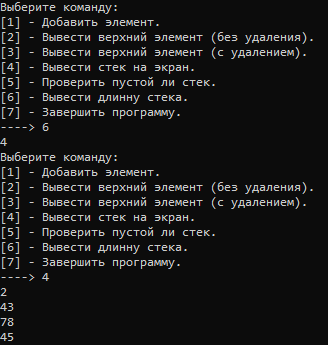 Выберите команду:
[1] - Добавить элемент.
[2] - Вывести верхний элемент (без удаления).
[3] - Вывести верхний элемент (с удалением).
[4] - Вывести стек на экран.
[5] - Проверить пустой ли стек.
[6] - Вывести длинну стека.
[7] - Завершить программу.
----> 6
4
Выберите команду:
[1] - Добавить элемент.
[2] - Вывести верхний элемент (без удаления).
[3] - Вывести верхний элемент (с удалением).
[4] - Вывести стек на экран.
[5] - Проверить пустой ли стек.
[6] - Вывести длинну стека.
[7] - Завершить программу.
----> 4
2
43
78
45